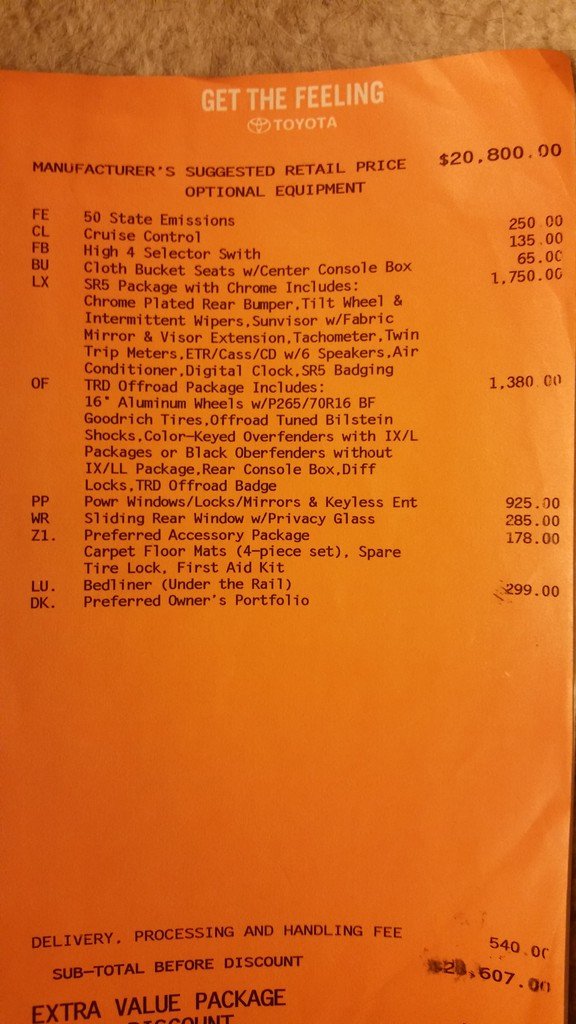 GET THE FEELING
TOYOTA
MANUFACTURER'S SUGGESTED RETAIL PRICE $20,800.00
OPTIONAL EQUIPMENT
FE 50 State Emissions
CL Cruise Control 250.00
FB High 4 Selector Swith 135.00
BU Cloth Bucket Seats w/Center Console Box 65.00
LX SR5 Package with Chrome Includes: 1,750.00
Chrome Plated Rear Bumper,Tilt Wheel &
Intermittent Wipers,Sunvisor w/Fabric
Mirror & Visor Extension,Tachometer,Twin
Trip Meters,ETR/Cass/CD w/6 Speakers,Air
Conditioner,Digital Clock,SR5 Badging
OF TRD Offroad Package Includes: 1,380.00
16" Aluminum Wheels w/P265/70R16 BF
Goodrich Tires,Offroad Tuned Bilstein
Shocks,Color-Keyed Overfenders with IX/L
Packages or Black Oberfenders without
IX/LL Package,Rear Console Box,Diff
Locks,TRD Offroad Badge
PP Powr Windows/Locks/Mirrors & Keyless Ent 925.00
WR Sliding Rear Window w/Privacy Glass 285.00
Z1. Preferred Accessory Package 178.00
Carpet Floor Mats (4-piece set), Spare
Tire Lock, First Aid Kit
LU. Bedliner (Under the Rail) 299.00
DK. Preferred Owner's Portfolio
DELIVERY, PROCESSING AND HANDLING FEE 540.00
SUB-TOTAL BEFORE DISCOUNT
EXTRA VALUE PACKAGE
DISCOUNT